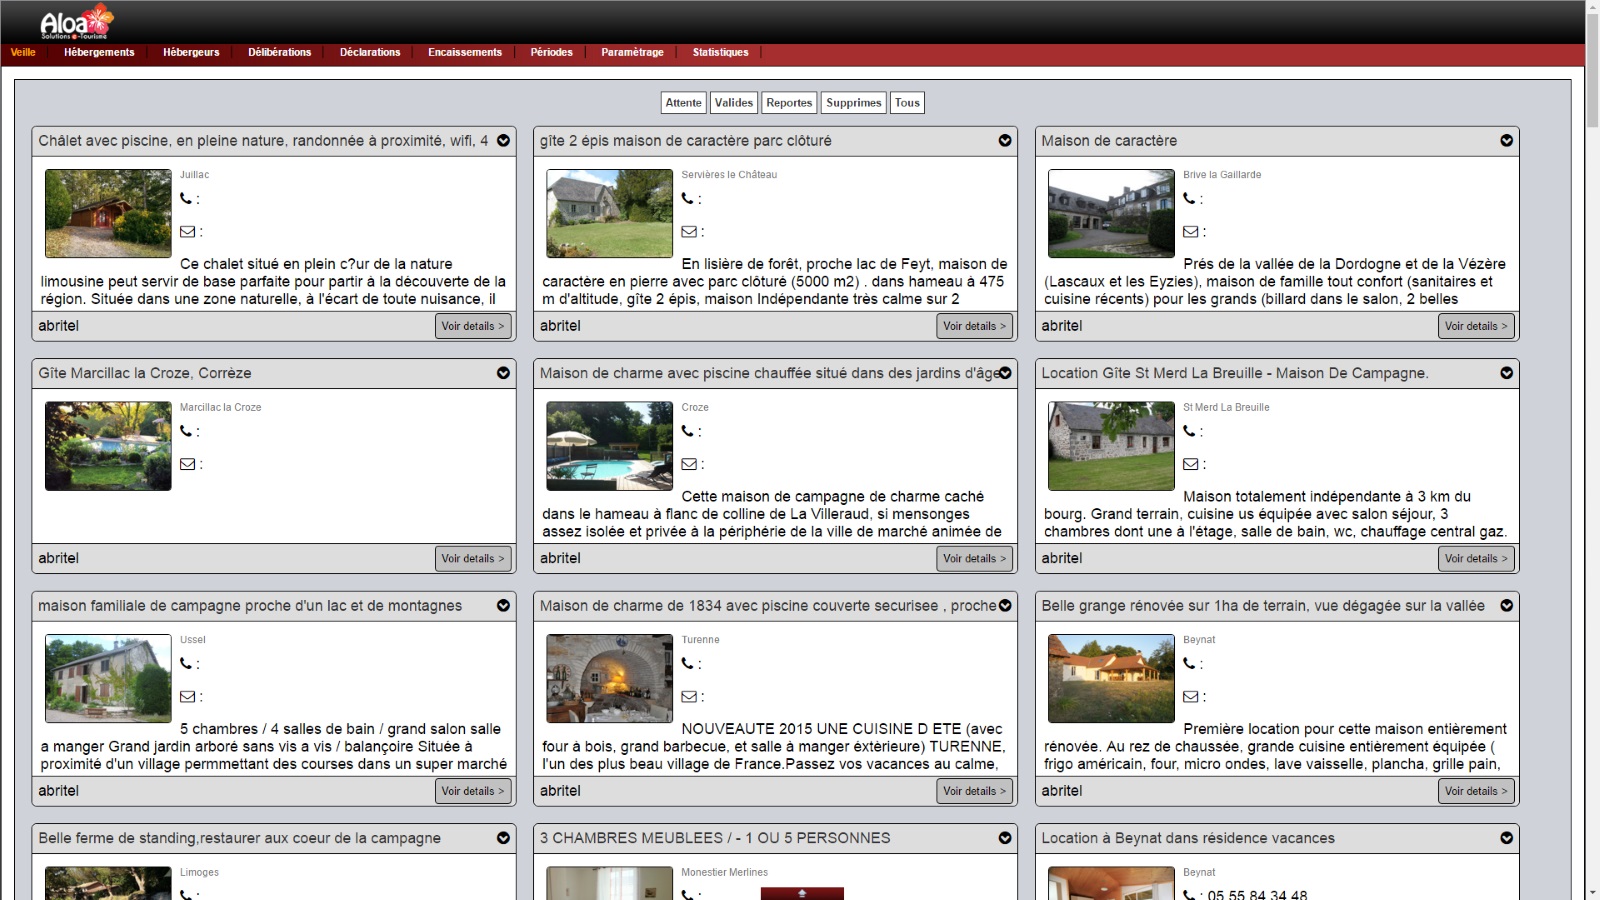 Aloa
Solutions e-Tourisme
Veille Hébergements Hébergeurs Délibérations Déclarations Encaissements Périodes Paramètrage Statistiques
Attente Valides Reportes Supprimes Tous
Châlet avec piscine, en pleine nature, randonnée à proximité, wifi, 4
Juillac
:
:
Ce chalet situé en plein c?ur de la nature
limousine peut servir de base parfaite pour partir à la découverte de la
région. Située dans une zone naturelle, à l'écart de toute nuisance, il
abritel Voir details >
gîte 2 épis maison de caractère parc clôturé
Servières le Château
:
:
En lisière de forêt, proche lac de Feyt, maison de
caractère en pierre avec parc clôturé (5000 m2) . dans hameau à 475
m d'altitude, gîte 2 épis, maison Indépendante très calme sur 2
abritel Voir details >
Maison de caractère
Brive la Gaillarde
:
:
Prés de la vallée de la Dordogne et de la Vézère
(Lascaux et les Eyzies), maison de famille tout confort (sanitaires et
cuisine récents) pour les grands (billard dans le salon, 2 belles
abritel Voir details >
Gîte Marcillac la Croze, Corrèze
Marcillac la Croze
:
:
abritel Voir details >
Maison de charme avec piscine chauffée situé dans des jardins d'âge
Croze
:
:
Cette maison de campagne de charme caché
dans le hameau à flanc de colline de La Villeraud, si mensonges
assez isolée et privée à la périphérie de la ville de marché animée de
abritel Voir details >
Location Gîte St Merd La Breuille - Maison De Campagne.
St Merd La Breuille
:
:
Maison totalement indépendante à 3 km du
bourg. Grand terrain, cuisine us équipée avec salon séjour, 3
chambres dont une à l'étage, salle de bain, wc, chauffage central gaz.
abritel Voir details >
maison familiale de campagne proche d'un lac et de montagnes
Ussel
:
:
5 chambres / 4 salles de bain / grand salon salle
a manger Grand jardin arboré sans vis a vis / balançoire Située à
proximité d'un village permmettant des courses dans un super marché
abritel Voir details >
Maison de charme de 1834 avec piscine couverte securisee , proche
Turenne
:
:
NOUVEAUTE 2015 UNE CUISINE D ETE (avec
four à bois, grand barbecue, et salle à manger éxtèrieure) TURENNE,
l'un des plus beau village de France.Passez vos vacances au calme,
abritel Voir details >
Belle grange rénovée sur 1ha de terrain, vue dégagée sur la vallée
Beynat
:
:
Première location pour cette maison entièrement
rénovée. Au rez de chaussée, grande cuisine entièrement équipée (
frigo américain, four, micro ondes, lave vaisselle, plancha, grille pain,
abritel Voir details >
Belle ferme de standing,restaurer aux coeur de la campagne
Limoges
:
3 CHAMBRES MEUBLEES / - 1 OU 5 PERSONNES
Monestier Merlines
:
Location à Beynat dans résidence vacances
Beynat
: 05 55 84 34 48